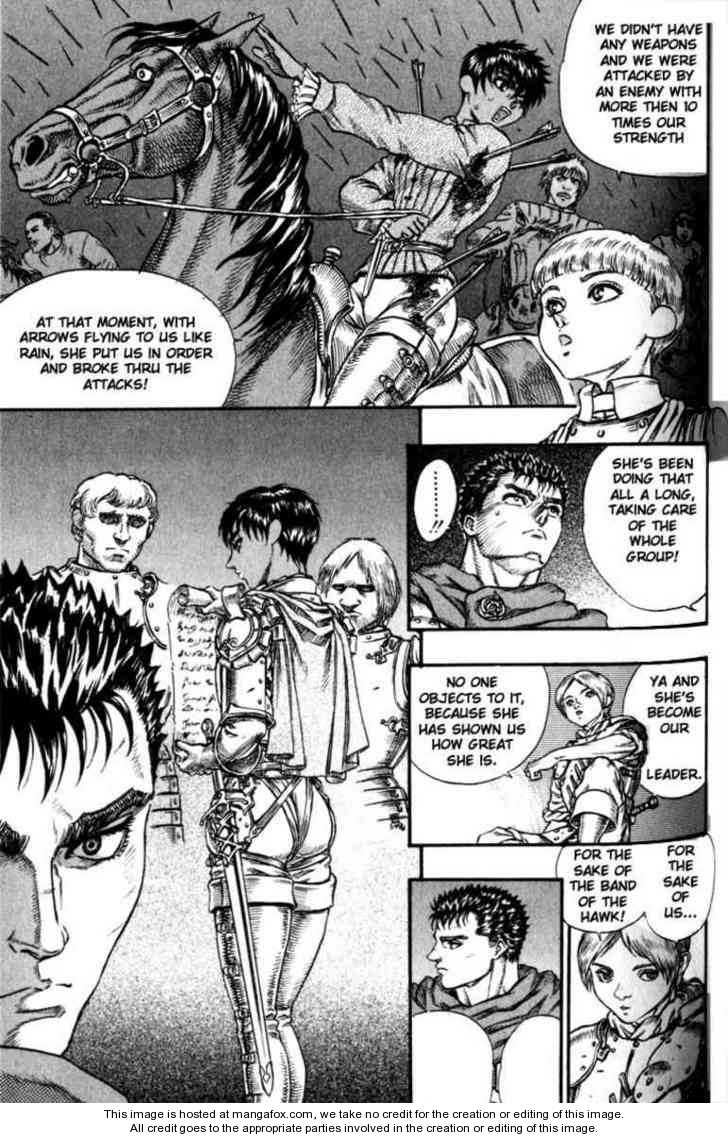 WE DIDN'T HAVE
ANY WEAPONS
AND WE WERE
ATTACKED BY
AN ENEMY WITH
MORE THEN 10
TIMES OUR
STRENGTH
AT THAT MOMENT, WITH
ARROWS FLYING TO US LIKE
RAIN, SHE PUT US IN ORDER
AND BROKE THRU THE
ATTACKS!
SHE'S BEEN
DOING THAT
ALL A LONG,
TAKING CARE
OF THE
WHOLE
GROUP!
........!!
YA AND
SHE'S
BECOME
OUR
LEADER.
NO ONE
OBJECTS TO IT,
BECAUSE SHE
HAS SHOWN US
HOW GREAT
SHE IS.
FOR
THE
SAKE
OF
US...
FOR THE
SAKE OF
THE BAND
OF THE
HAWK!
This image is hosted at mangafox.com, we take no credit for the creation or editing of this image.
All credit goes to the appropriate parties involved in the creation or editing of this image.